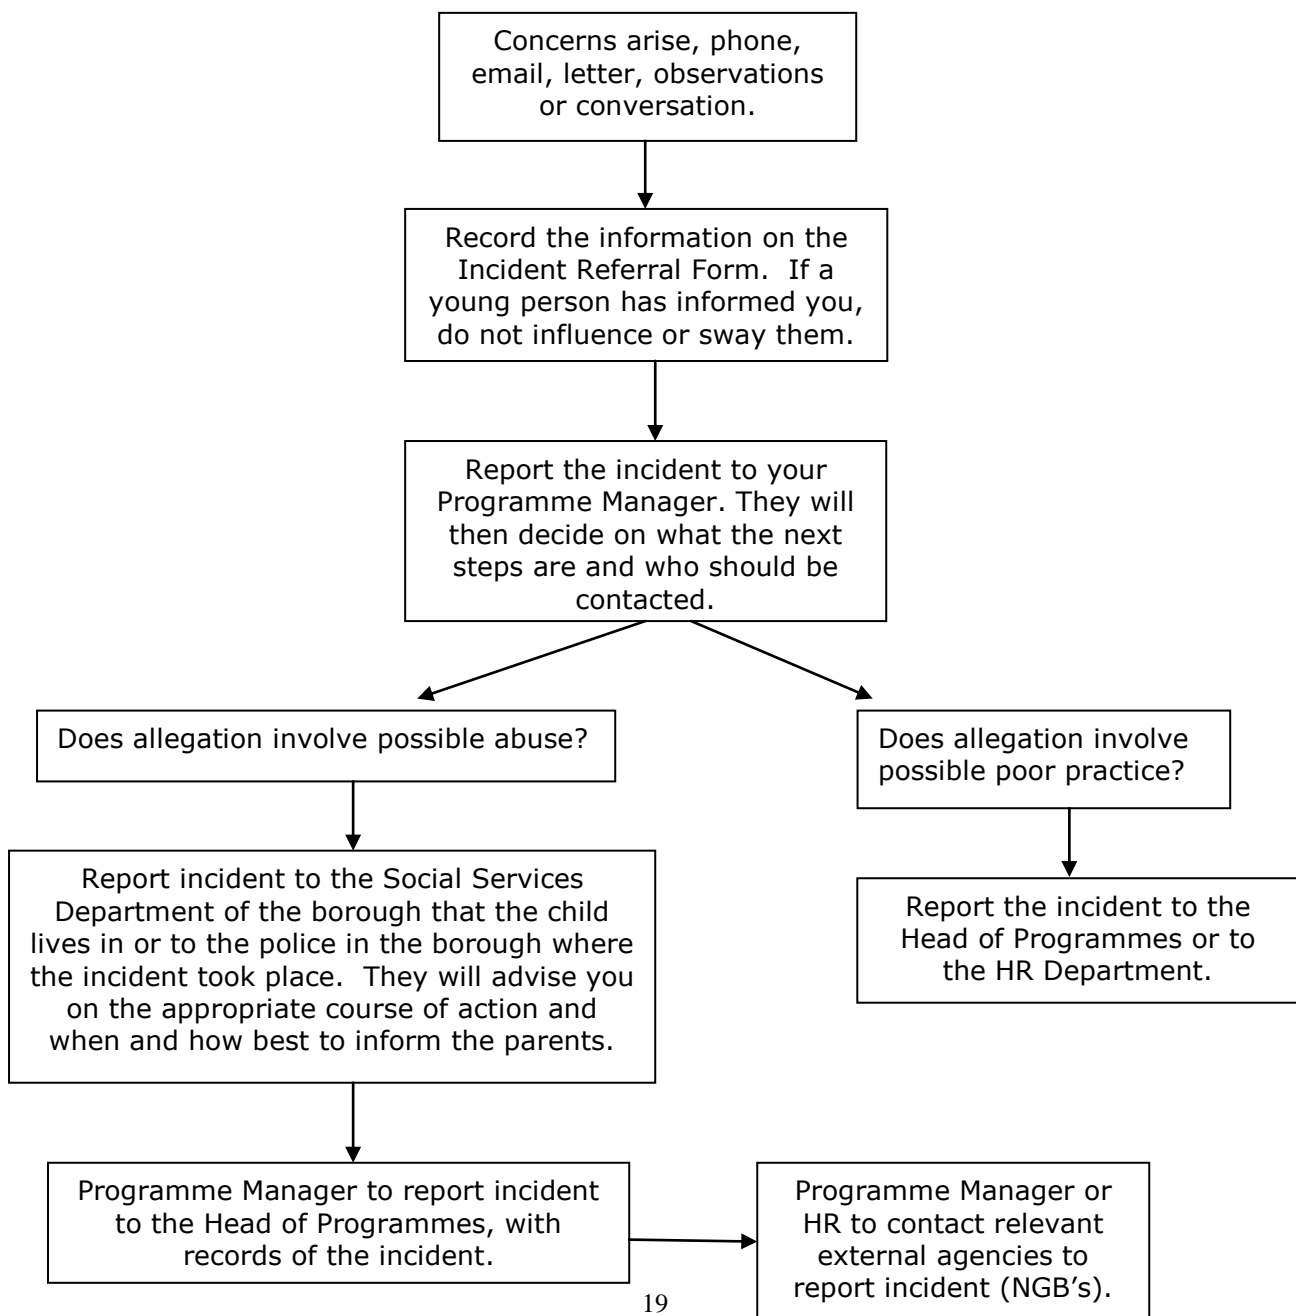 Concerns arise, phone,
email, letter, observations
or conversation.
Record the information on the
Incident Referral Form.  If a
young person has informed you,
do not influence or sway them.
Report the incident to your
Programme Manager. They will
then decide on what the next
steps are and who should be
contacted.
Does allegation involve possible abuse?
Does allegation involve
possible poor practice?
Report incident to the Social Services
Department of the borough that the child
lives in or to the police in the borough where
the incident took place.  They will advise you
on the appropriate course of action and
when and how best to inform the parents.
Report the incident to the
Head of Programmes or to
the HR Department.
Programme Manager to report incident
to the Head of Programmes, with
records of the incident.
Programme Manager or
HR to contact relevant
external agencies to
report incident (NGB's).
19